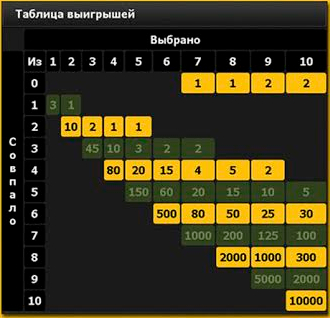 Таблица выигрышей
Выбрано
Из 1 2 3 4 5 6 7 8 9 10
0 1 1 2 2
1 3 1
2 10 2 1 1
3 45 10 3 2 2
4 80 20 15 4 5 2
5 150 60 20 15 10 5
6 500 80 50 25 30
7 1000 200 125 100
8 2000 1000 300
9 5000 2000
10 10000
Совпало